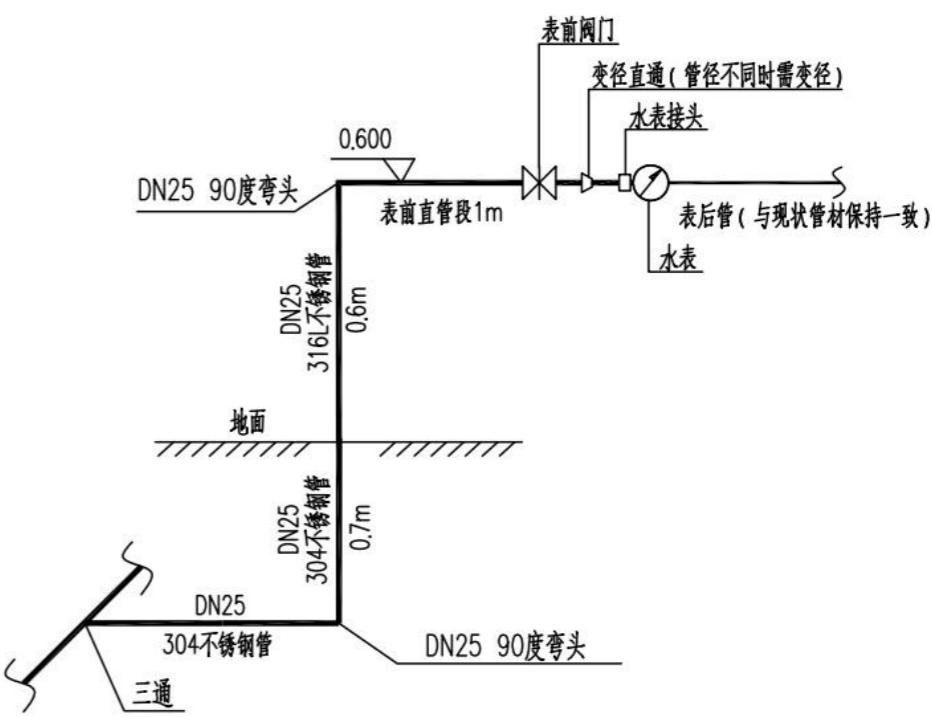 表前阀门
变径直通(管径不同时需变径)
水表接头
0.600
DN25 90度弯头
表前直管段1m
表后管(与现状管材保持一致)
水表
DN25
316L不锈钢管
0.6m
地面
DN25
304不锈钢管
0.7m
DN25
304不锈钢管
DN25 90度弯头
三通